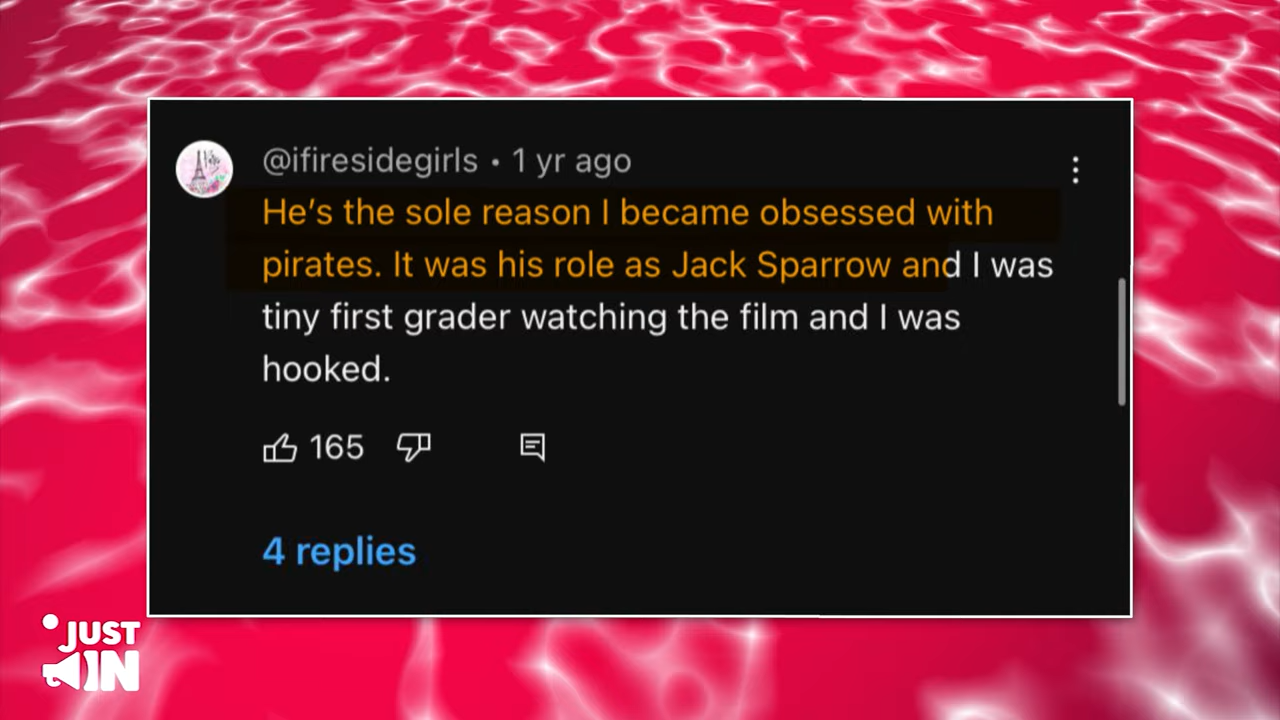 @ifiresidegirls • 1 yr ago
He's the sole reason I became obsessed with
pirates. It was his role as Jack Sparrow and I was
tiny first grader watching the film and I was
hooked.
165
4 replies
JUST
IN